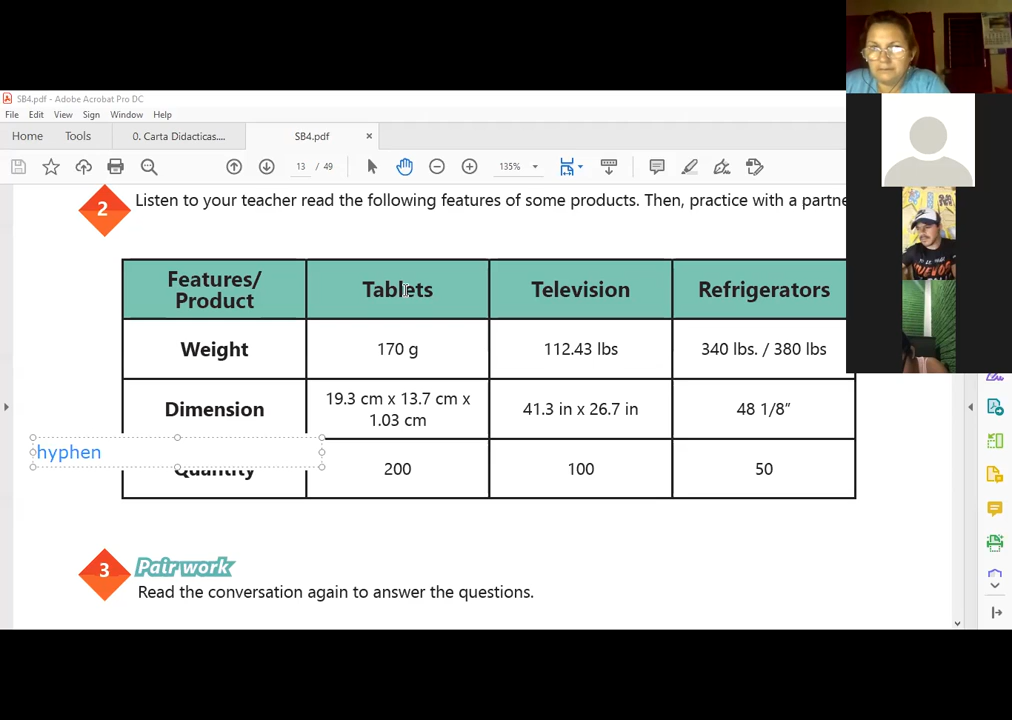 SB4.pdf - Adobe Acrobat Pro DC
File Edit View Sign Window Help
Home Tools 0. Carta Didacticas.... SB4.pdf ×
13 / 49 135%
2 Listen to your teacher read the following features of some products. Then, practice with a partne
Features/ Product Tablets Television Refrigerators
Weight 170 g 112.43 lbs 340 lbs. / 380 lbs
Dimension 19.3 cm x 13.7 cm x 1.03 cm 41.3 in x 26.7 in 48 1/8”
hyphen
Quantity 200 100 50
3 Pair work
Read the conversation again to answer the questions.